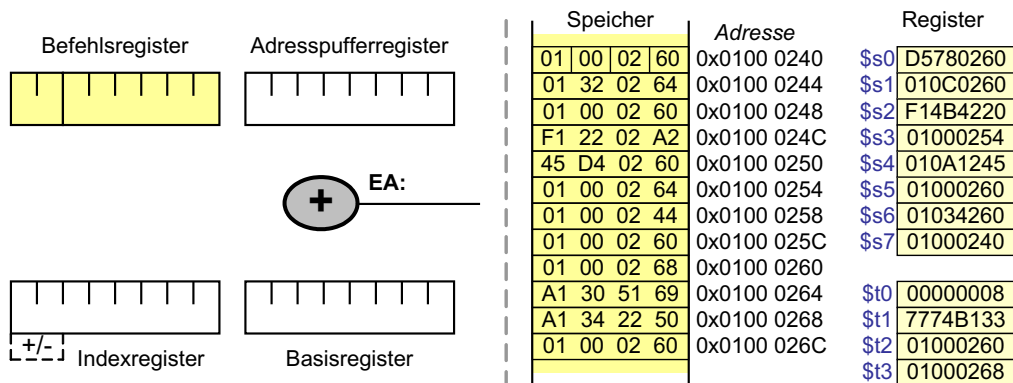 Speicher
Adresse
Register
Befehlsregister
Adresspufferregister
01 00 02 60 0x0100 0240 $s0 D5780260
01 32 02 64 0x0100 0244 $s1 010C0260
01 00 02 60 0x0100 0248 $s2 F14B4220
F1 22 02 A2 0x0100 024C $s3 01000254
45 D4 02 60 0x0100 0250 $s4 010A1245
01 00 02 64 0x0100 0254 $s5 01000260
01 00 02 44 0x0100 0258 $s6 01034260
01 00 02 60 0x0100 025C $s7 01000240
01 00 02 68 0x0100 0260
A1 30 51 69 0x0100 0264 $t0 00000008
A1 34 22 50 0x0100 0268 $t1 7774B133
01 00 02 60 0x0100 026C $t2 01000260
$t3 01000268
+ EA:
+/- Indexregister
Basisregister